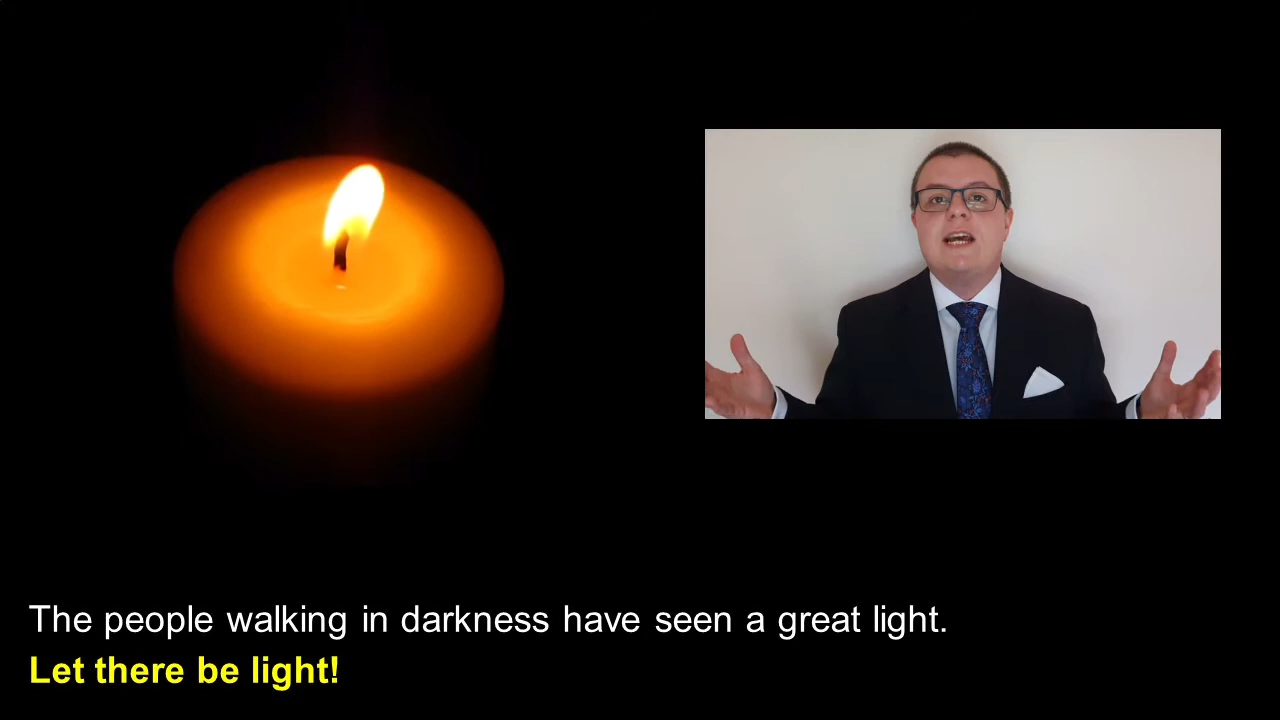 The people walking in darkness have seen a great light.
Let there be light!